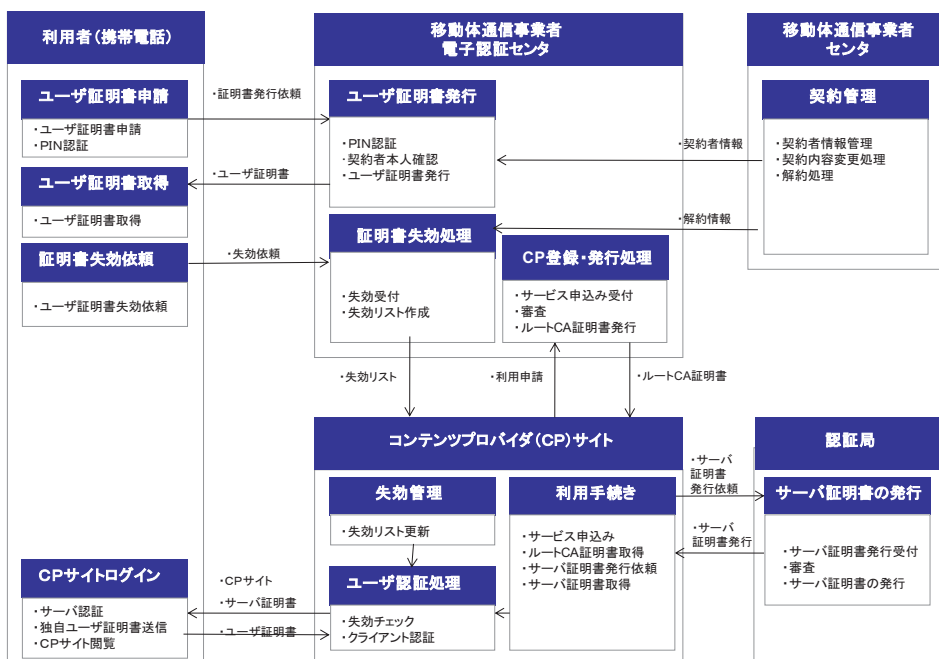 利用者(携帯電話)
移動体通信事業者
電子認証センタ
移動体通信事業者
センタ
ユーザ証明書申請
・ユーザ証明書申請
・PIN認証
・証明書発行依頼
ユーザ証明書発行
・PIN認証
・契約者本人確認
・ユーザ証明書発行
・契約者情報
契約管理
・契約者情報管理
・契約内容変更処理
・解約処理
ユーザ証明書取得
・ユーザ証明書取得
・ユーザ証明書
・解約情報
証明書失効依頼
・ユーザ証明書失効依頼
・失効依頼
証明書失効処理
・失効受付
・失効リスト作成
CP登録・発行処理
・サービス申込み受付
・審査
・ルートCA証明書発行
・失効リスト
・利用申請
・ルートCA証明書
コンテンツプロバイダ(CP)サイト
認証局
失効管理
・失効リスト更新
利用手続き
・サービス申込み
・ルートCA証明書取得
・サーバ証明書発行依頼
・サーバ証明書取得
・サーバ
証明書
発行依頼
・サーバ
証明書発行
サーバ証明書の発行
・サーバ証明書発行受付
・審査
・サーバ証明書の発行
CPサイトログイン
・サーバ認証
・独自ユーザ証明書送信
・CPサイト閲覧
・CPサイト
・サーバ証明書
・ユーザ証明書
ユーザ認証処理
・失効チェック
・クライアント認証